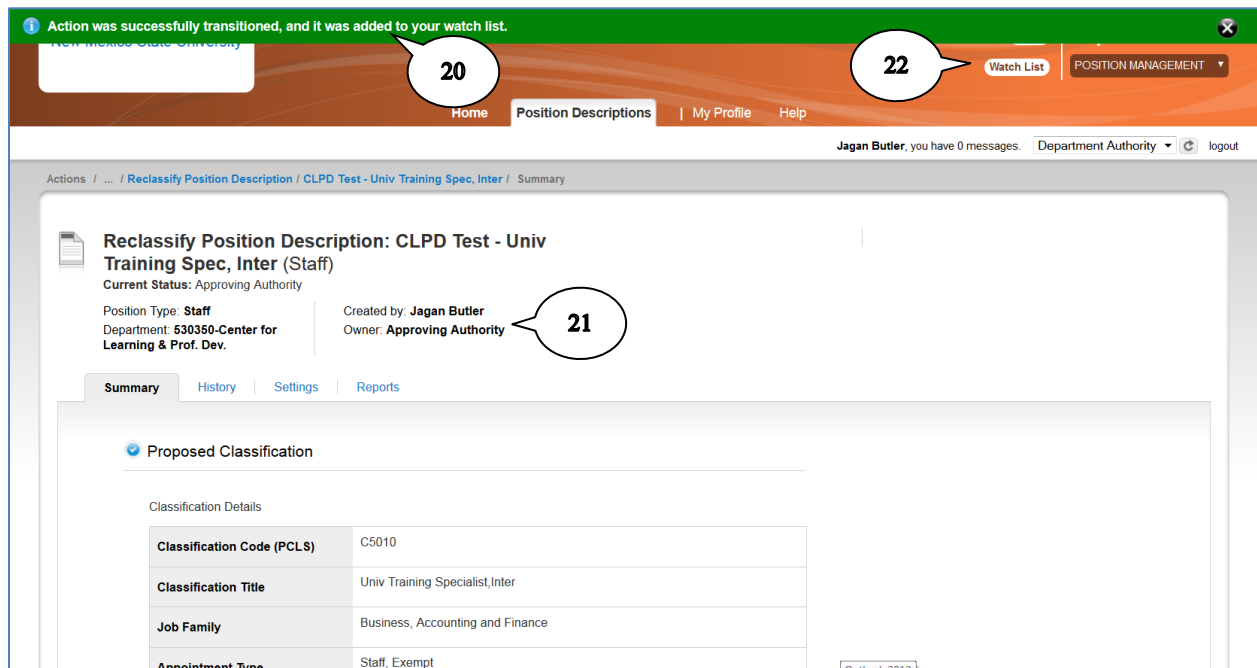 Action was successfully transitioned, and it was added to your watch list.
New Mexico State University
20
22
Watch List
POSITION MANAGEMENT
Home Position Descriptions | My Profile Help
Jagan Butler, you have 0 messages. Department Authority logout
Actions / ... / Reclassify Position Description / CLPD Test - Univ Training Spec, Inter / Summary
Reclassify Position Description: CLPD Test - Univ
Training Spec, Inter (Staff)
Current Status: Approving Authority
Position Type: Staff
Department: 530350-Center for
Learning & Prof. Dev.
Created by: Jagan Butler
Owner: Approving Authority
21
Summary History Settings Reports
Proposed Classification
Classification Details
Classification Code (PCLS) C5010
Classification Title Univ Training Specialist,Inter
Job Family Business, Accounting and Finance
Appointment Type Staff, Exempt